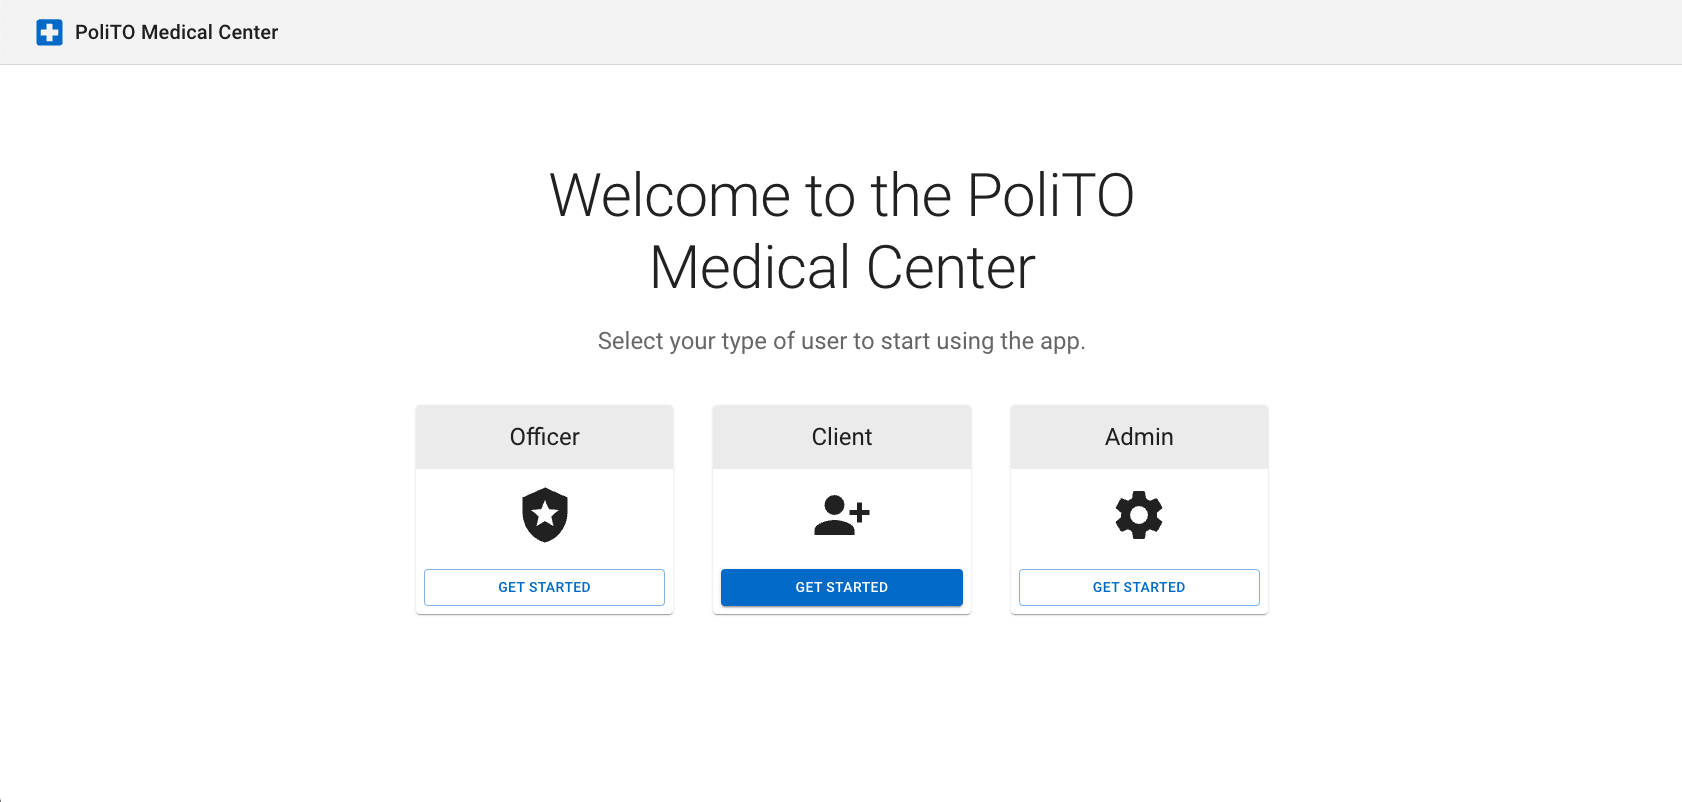 PoliTO Medical Center
Welcome to the PoliTO
Medical Center
Select your type of user to start using the app.
Officer
Client
Admin
GET STARTED
GET STARTED
GET STARTED